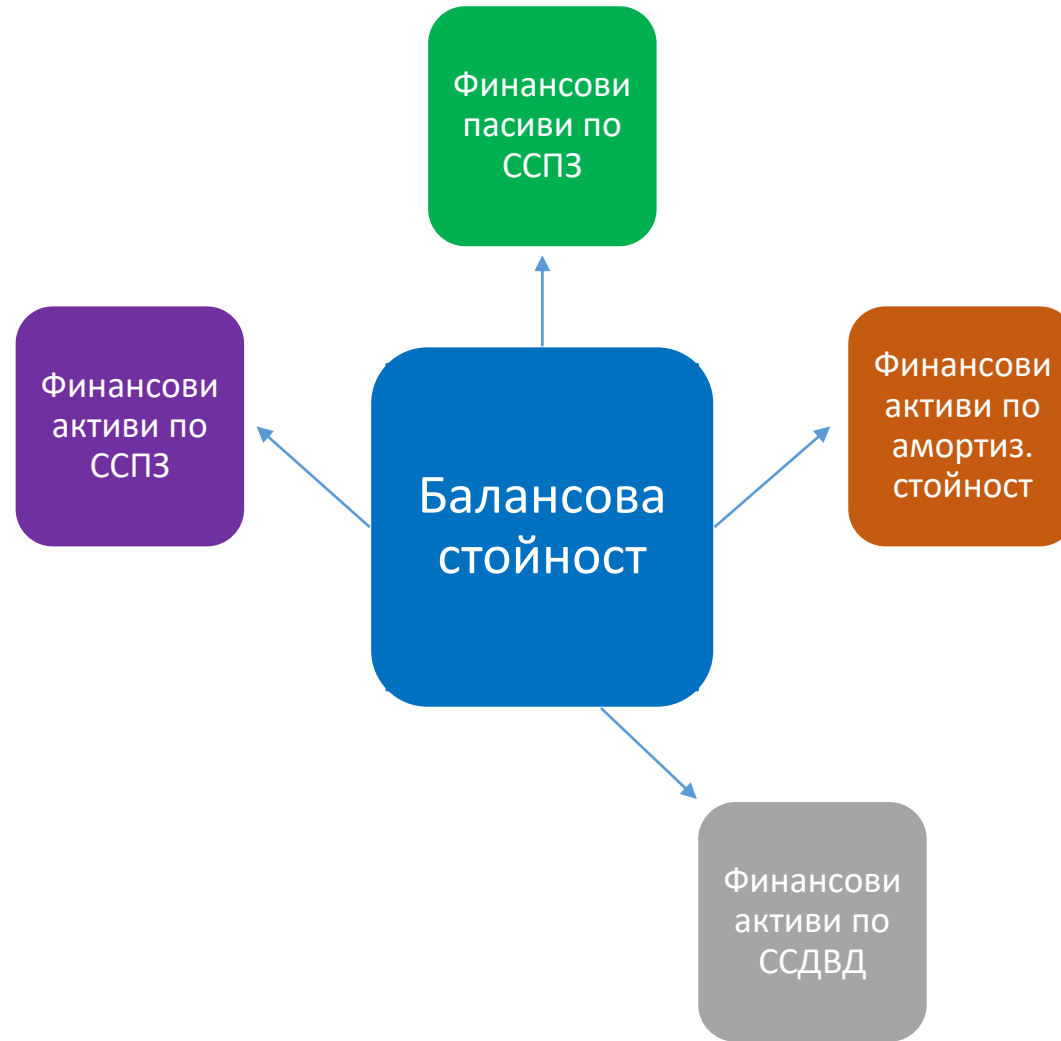 Финансови
пасиви по
ССПЗ
Финансови
активи по
ССПЗ
Финансови
активи по
амортиз.
стойност
Балансова
стойност
Финансови
активи по
ССДВД